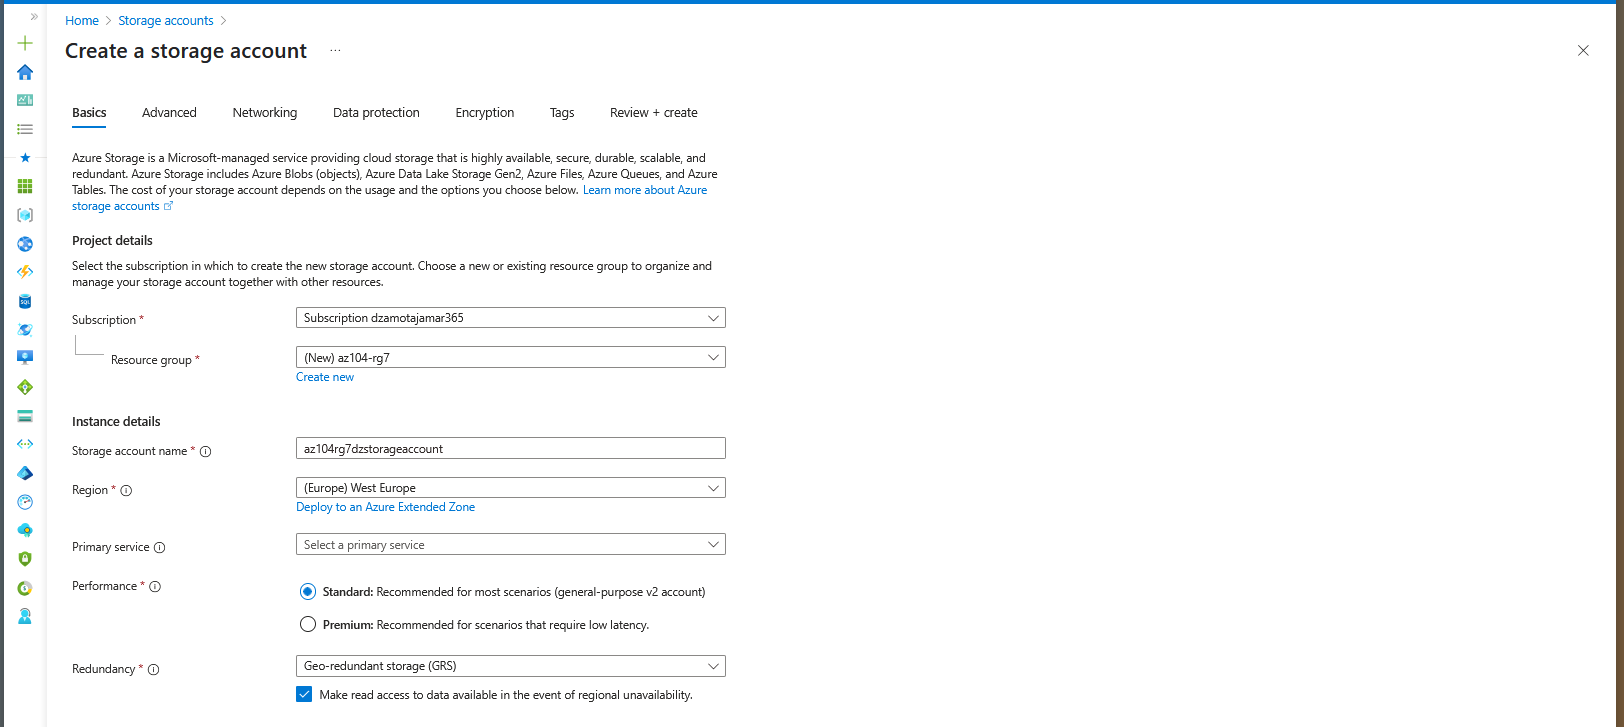 Home > Storage accounts >
Create a storage account ...
Basics Advanced Networking Data protection Encryption Tags Review + create
Azure Storage is a Microsoft-managed service providing cloud storage that is highly available, secure, durable, scalable, and
redundant. Azure Storage includes Azure Blobs (objects), Azure Data Lake Storage Gen2, Azure Files, Azure Queues, and Azure
Tables. The cost of your storage account depends on the usage and the options you choose below. Learn more about Azure
storage accounts
Project details
Select the subscription in which to create the new storage account. Choose a new or existing resource group to organize and
manage your storage account together with other resources.
Subscription * Subscription dzamotajamar365
Resource group * (New) az104-rg7
Create new
Instance details
Storage account name * az104rg7dzstorageaccount
Region * (Europe) West Europe
Deploy to an Azure Extended Zone
Primary service Select a primary service
Performance * Standard: Recommended for most scenarios (general-purpose v2 account)
Premium: Recommended for scenarios that require low latency.
Redundancy * Geo-redundant storage (GRS)
Make read access to data available in the event of regional unavailability.